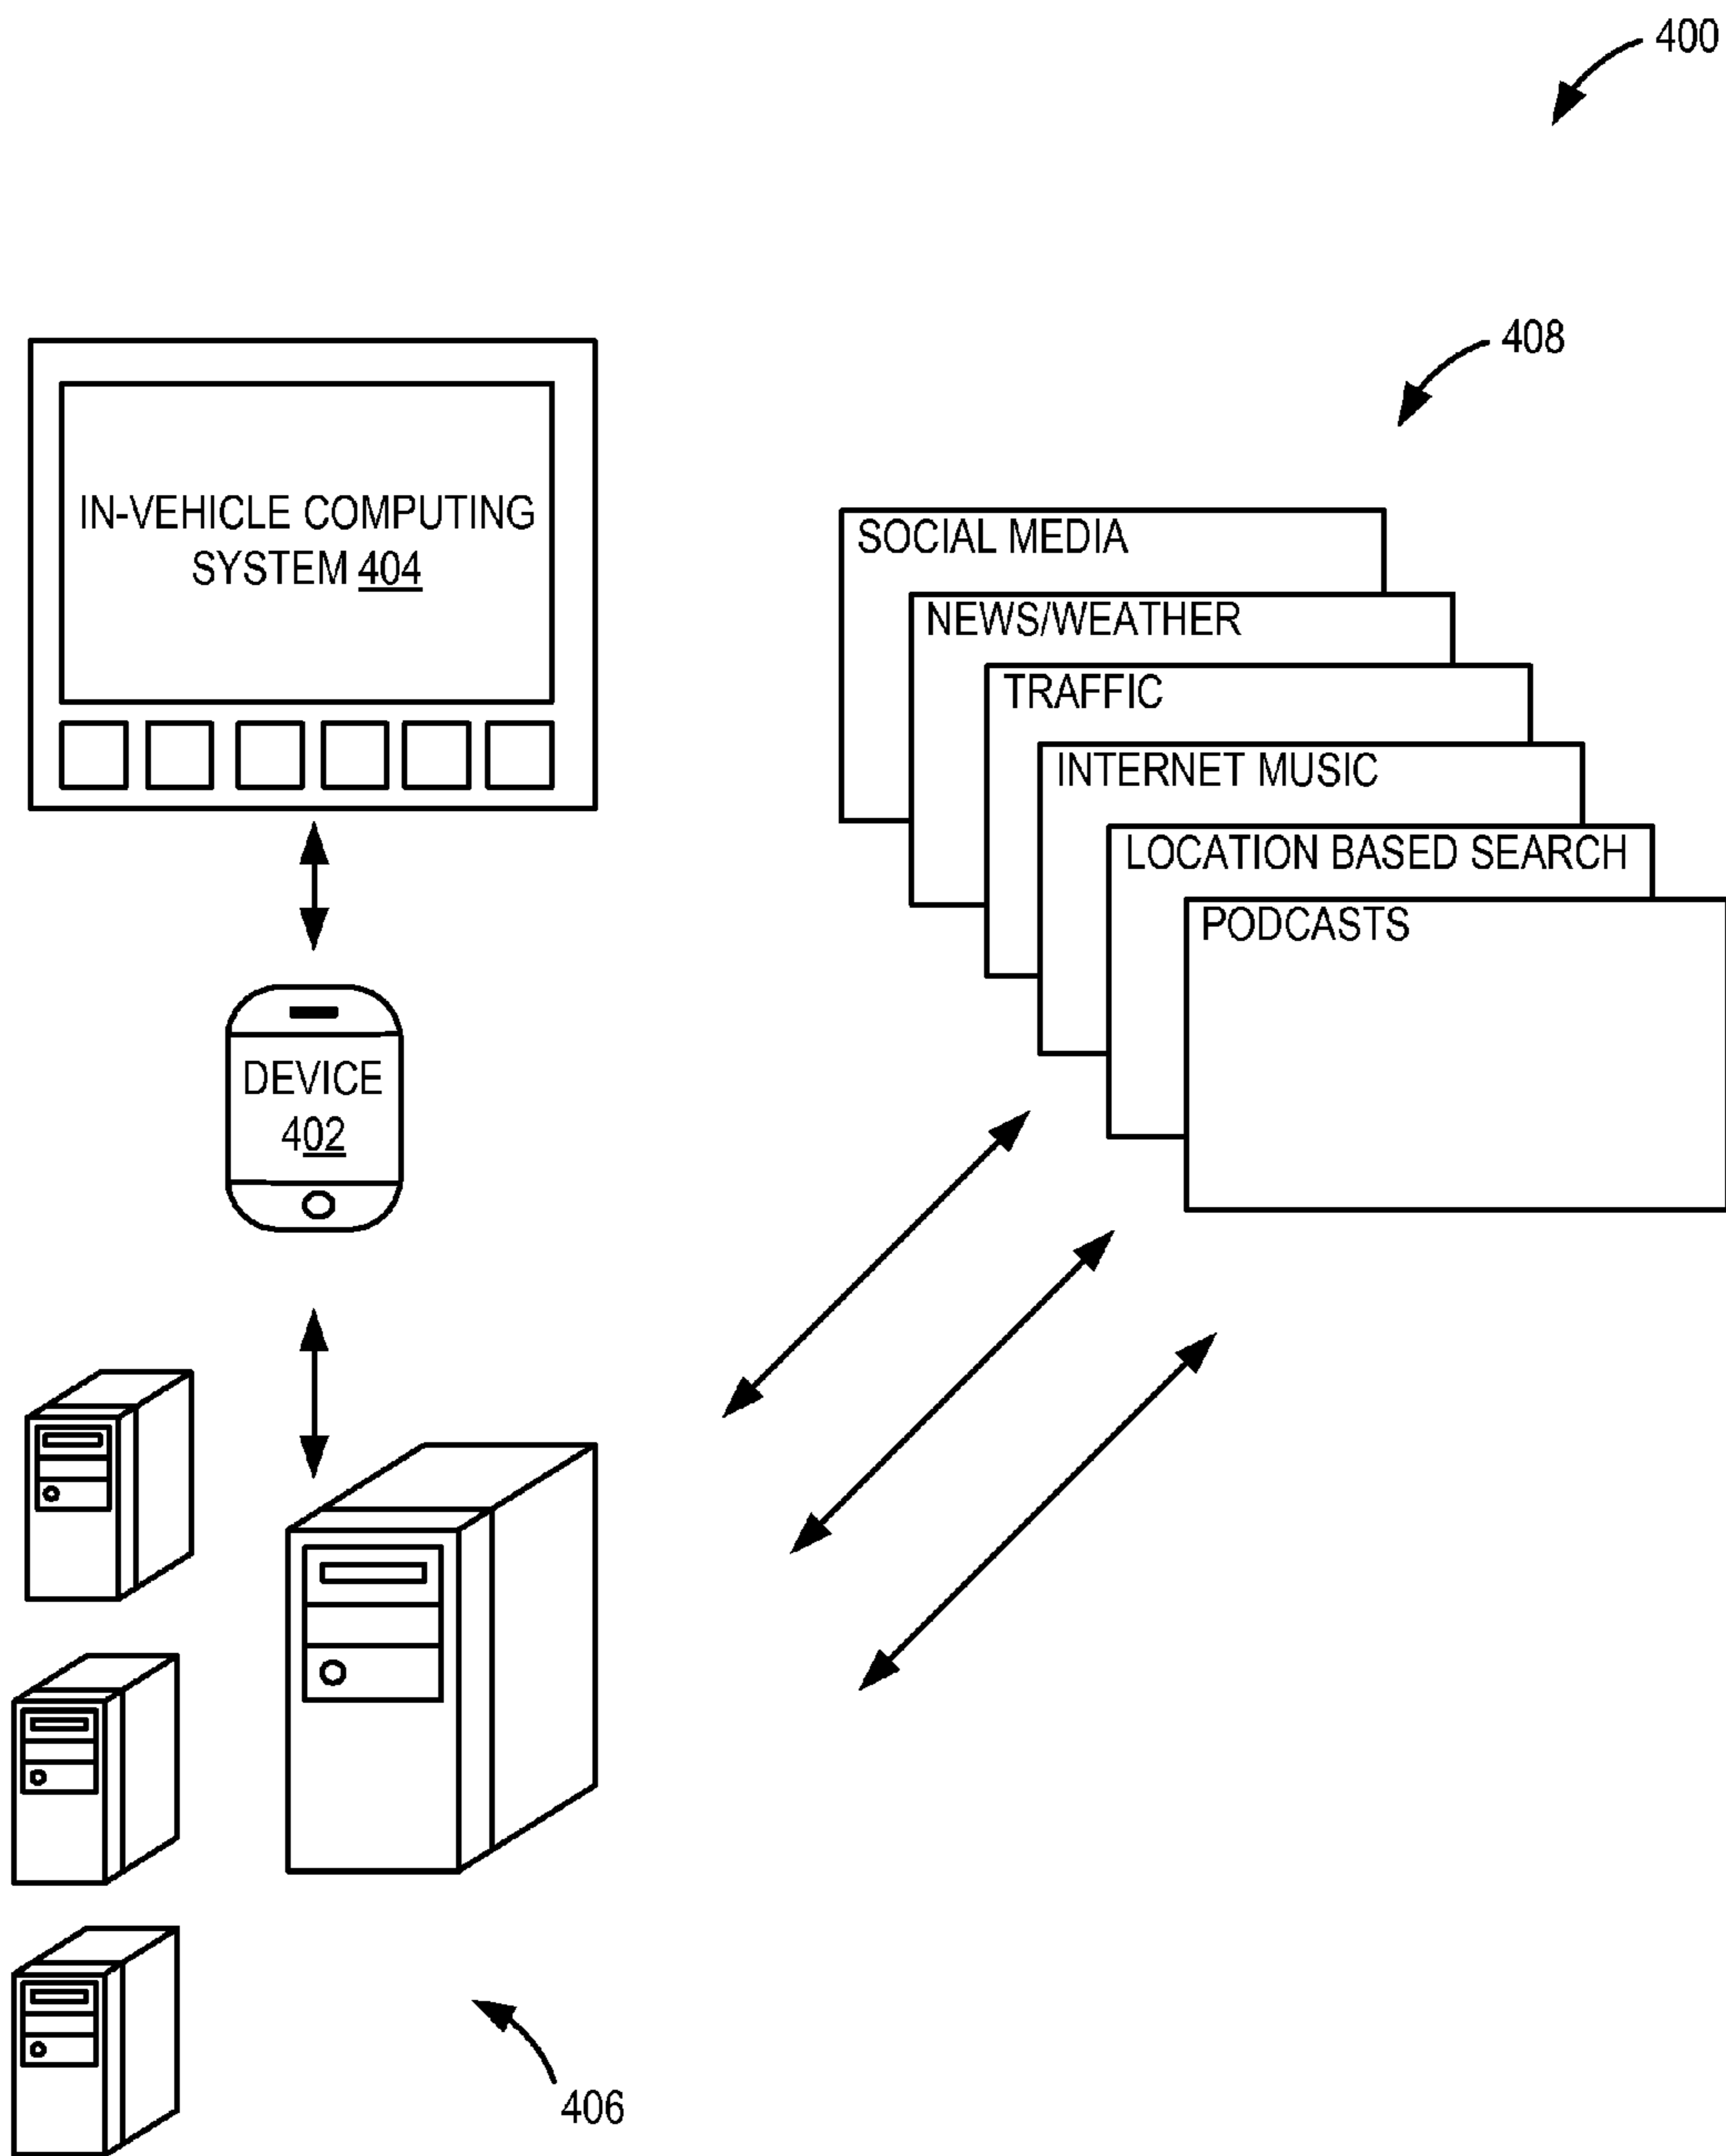 400
408
IN-VEHICLE COMPUTING
SYSTEM 404
SOCIAL MEDIA
NEWS/WEATHER
TRAFFIC
INTERNET MUSIC
LOCATION BASED SEARCH
PODCASTS
DEVICE
402
406